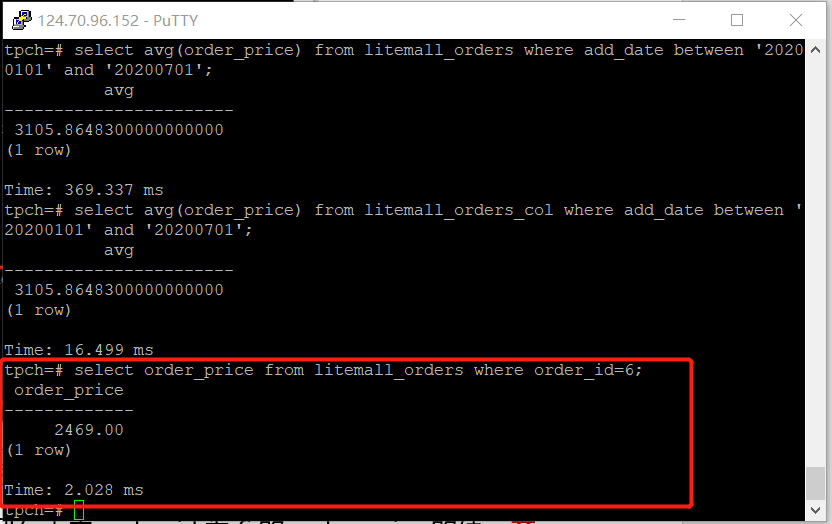 124.70.96.152 - PuTTY
tpch=# select avg(order_price) from litemall_orders where add_date between '2020
0101' and '20200701';
avg
-----------------------
3105.8648300000000000
(1 row)
Time: 369.337 ms
tpch=# select avg(order_price) from litemall_orders_col where add_date between '
20200101' and '20200701';
avg
-----------------------
3105.8648300000000000
(1 row)
Time: 16.499 ms
tpch=# select order_price from litemall_orders where order_id=6;
order_price
-------------
2469.00
(1 row)
Time: 2.028 ms
tpch=#